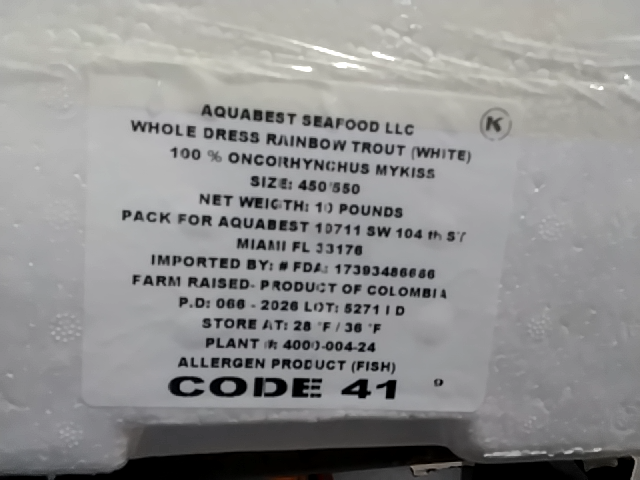 AQUABEST SEAFOOD LLC
K
WHOLE DRESS RAINBOW TROUT (WHITE)
100 % ONCORHYNCHUS MYKISS
SIZE: 450 550
NET WEIGTH: 10 POUNDS
PACK FOR AQUABEST 10711 SW 104 th ST
MIAMI FL 33176
IMPORTED BY: # FDA: 17393486666
FARM RAISED- PRODUCT OF COLOMBIA
P.D: 066 - 2026 LOT: 5271 I D
STORE AT: 28 °F / 36 °F
PLANT #: 4000-004-24
ALLERGEN PRODUCT (FISH)
CODE 41